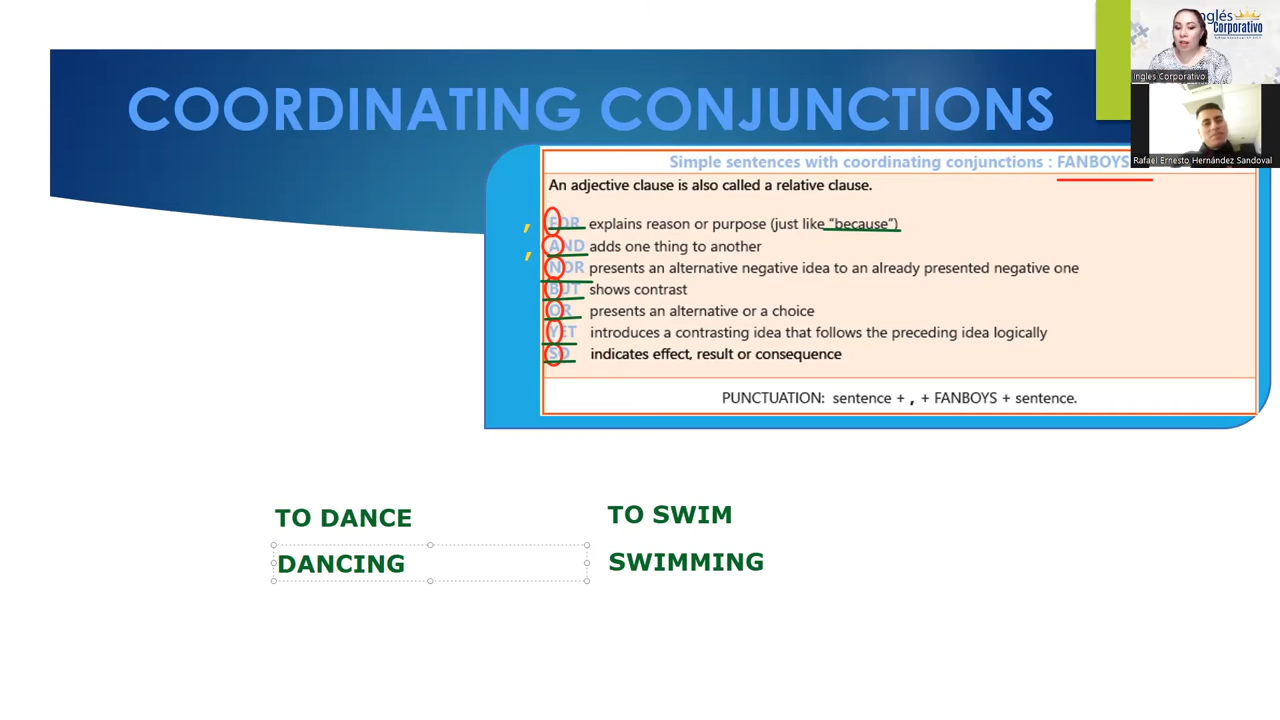 COORDINATING CONJUNCTIONS
Simple sentences with coordinating conjunctions : FANBOYS
An adjective clause is also called a relative clause.
, FOR explains reason or purpose (just like "because")
, AND adds one thing to another
NOR presents an alternative negative idea to an already presented negative one
BUT shows contrast
OR presents an alternative or a choice
YET introduces a contrasting idea that follows the preceding idea logically
SO indicates effect, result or consequence
PUNCTUATION: sentence + , + FANBOYS + sentence.
TO DANCE TO SWIM
DANCING SWIMMING
Inglés
Corporativo
Ingles Corporativo
Rafael Ernesto Hernández Sandoval